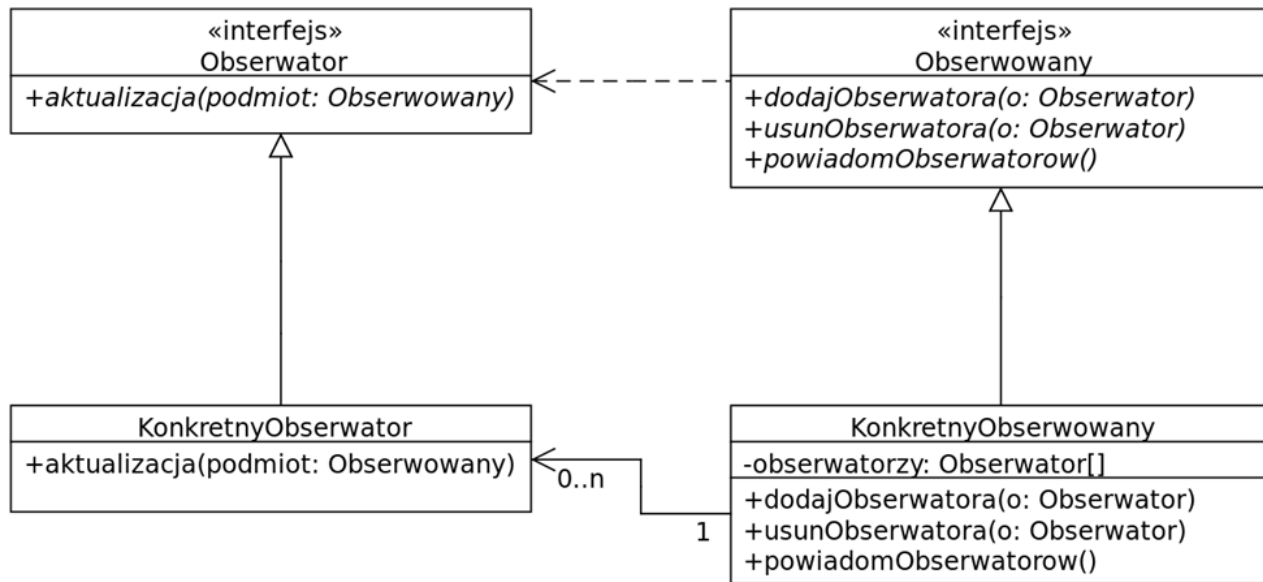 «interfejs»
Obserwator
+aktualizacja(podmiot: Obserwowany)
«interfejs»
Obserwowany
+dodajObserwatora(o: Obserwator)
+usunObserwatora(o: Obserwator)
+powiadomObserwatorow()
KonkretnyObserwator
+aktualizacja(podmiot: Obserwowany)
0..n
1
KonkretnyObserwowany
-obserwatorzy: Obserwator[]
+dodajObserwatora(o: Obserwator)
+usunObserwatora(o: Obserwator)
+powiadomObserwatorow()